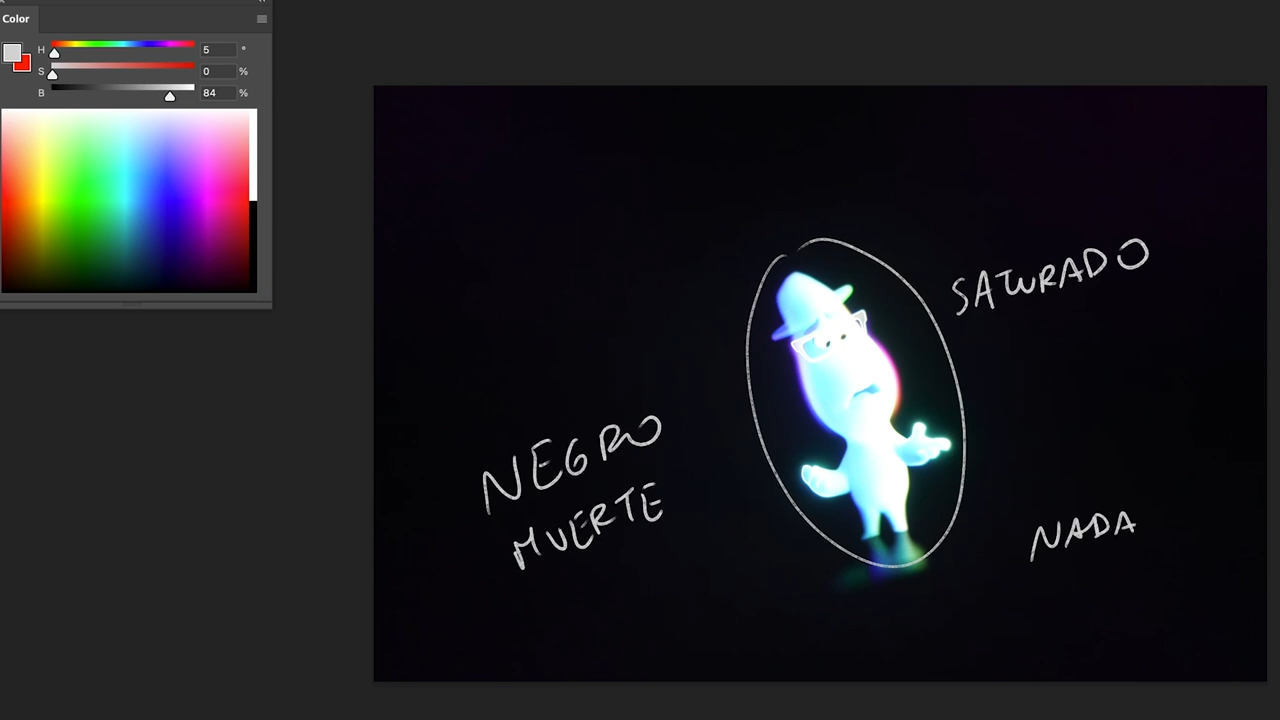 Color
H 5 °
S 0 %
B 84 %
SATURADO
NEGRO
MUERTE
NADA